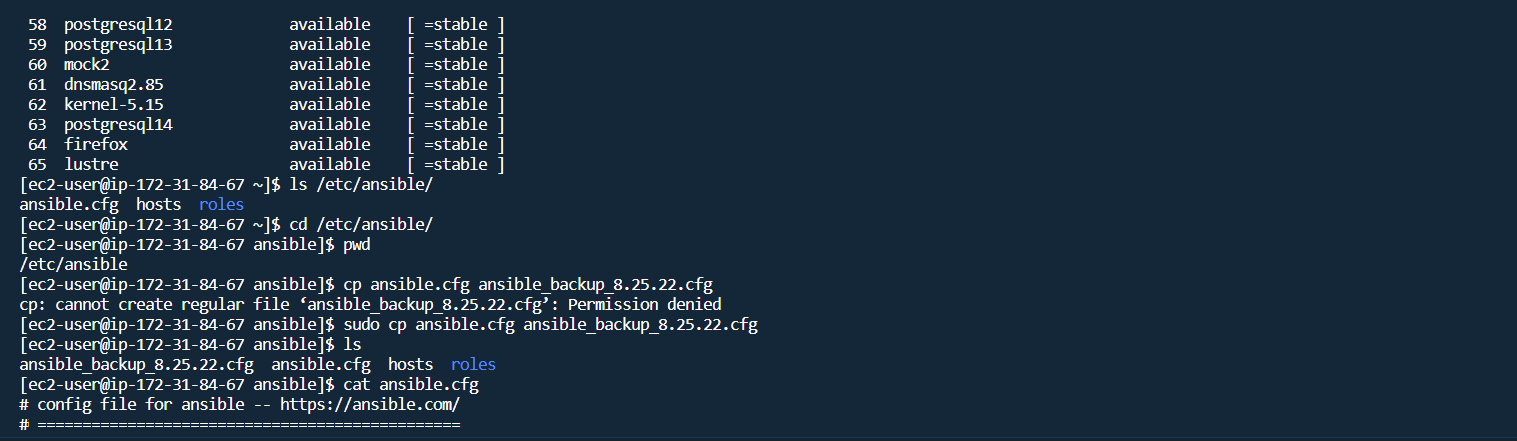 58  postgresql12             available    [ =stable ]
59  postgresql13             available    [ =stable ]
60  mock2                    available    [ =stable ]
61  dnsmasq2.85              available    [ =stable ]
62  kernel-5.15              available    [ =stable ]
63  postgresql14             available    [ =stable ]
64  firefox                  available    [ =stable ]
65  lustre                   available    [ =stable ]
[ec2-user@ip-172-31-84-67 ~]$ ls /etc/ansible/
ansible.cfg  hosts  roles
[ec2-user@ip-172-31-84-67 ~]$ cd /etc/ansible/
[ec2-user@ip-172-31-84-67 ansible]$ pwd
/etc/ansible
[ec2-user@ip-172-31-84-67 ansible]$ cp ansible.cfg ansible_backup_8.25.22.cfg
cp: cannot create regular file ‘ansible_backup_8.25.22.cfg’: Permission denied
[ec2-user@ip-172-31-84-67 ansible]$ sudo cp ansible.cfg ansible_backup_8.25.22.cfg
[ec2-user@ip-172-31-84-67 ansible]$ ls
ansible_backup_8.25.22.cfg  ansible.cfg  hosts  roles
[ec2-user@ip-172-31-84-67 ansible]$ cat ansible.cfg
# config file for ansible -- https://ansible.com/
# ===============================================